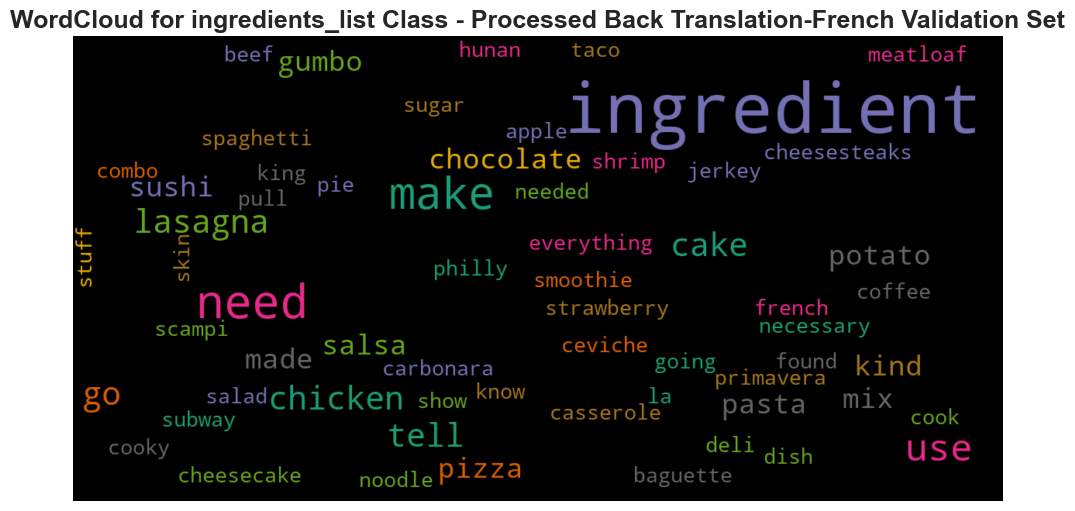 WordCloud for ingredients_list Class - Processed Back Translation-French Validation Set
beef gumbo hunan taco meatloaf
sugar ingredient
spaghetti apple
combo king chocolate shrimp cheesesteaks
sushi pull pie make needed jerkey
lasagna
stuff skin everything cake potato
philly smoothie coffee
need strawberry french
scampi necessary
made salsa ceviche
carbonara going found kind
go salad chicken show know la primavera
subway casserole pasta mix
cooky tell deli dish cook use
cheesecake noodle pizza baguette